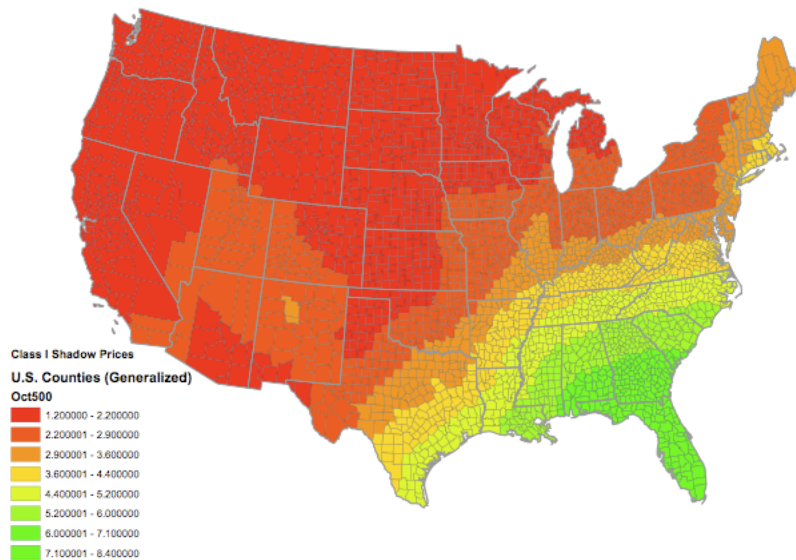 Class I Shadow Prices
U.S. Counties (Generalized)
Oct500
1.200000 - 2.200000
2.200001 - 2.900000
2.900001 - 3.600000
3.600001 - 4.400000
4.400001 - 5.200000
5.200001 - 6.000000
6.000001 - 7.100000
7.100001 - 8.400000